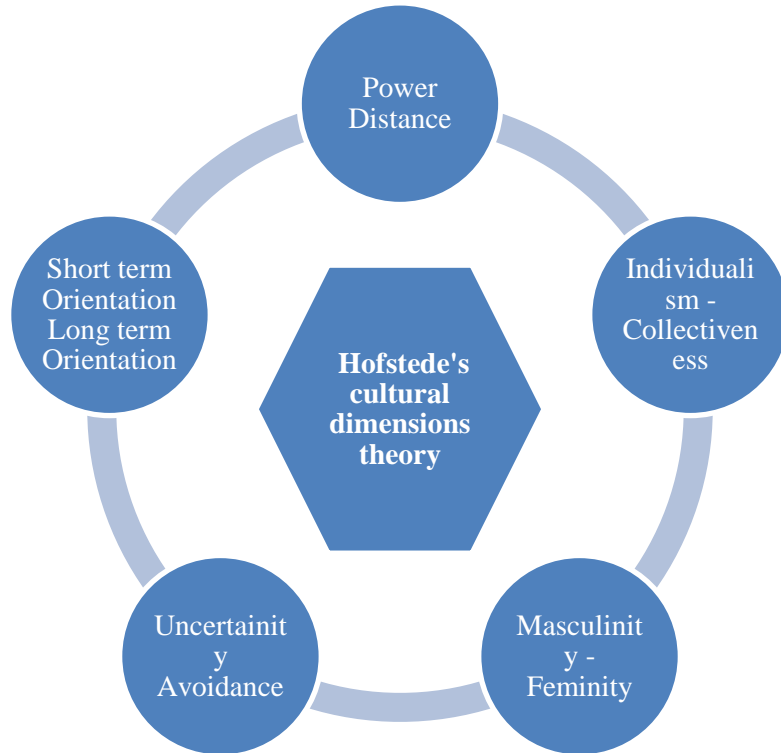 Power
Distance
Individuali
sm -
Collectiven
ess
Masculinit
y -
Feminity
Uncertainit
y
Avoidance
Short term
Orientation
Long term
Orientation
Hofstede's
cultural
dimensions
theory